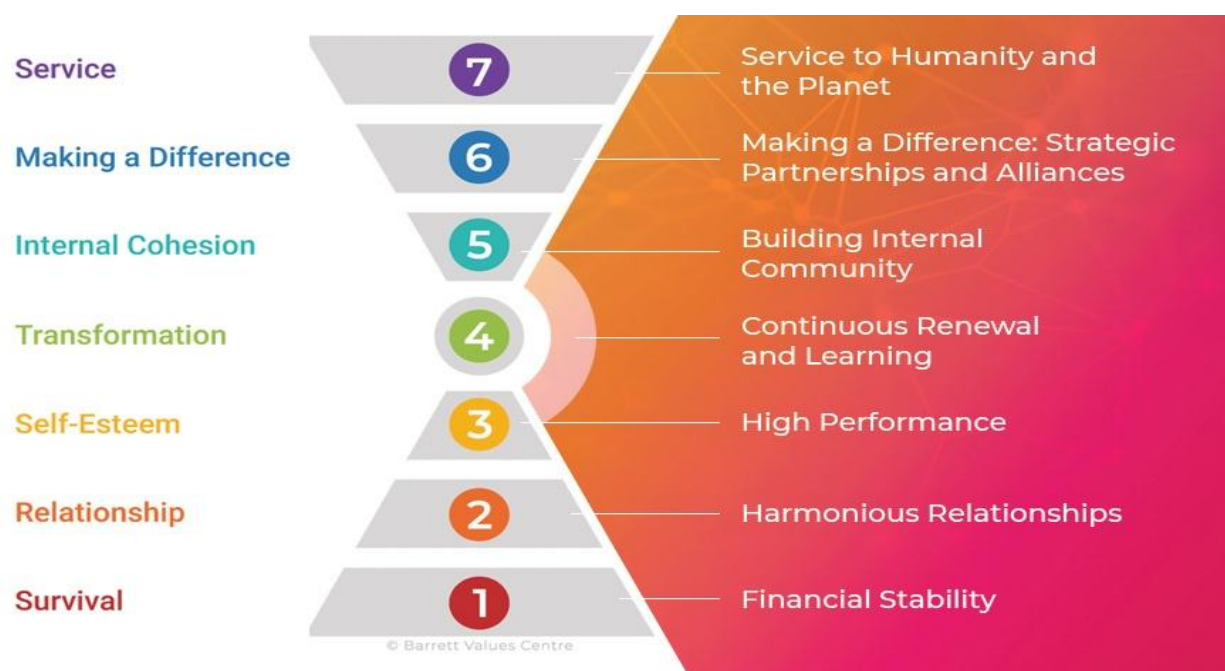 Service
7
Service to Humanity and
the Planet
Making a Difference
6
Making a Difference: Strategic
Partnerships and Alliances
Internal Cohesion
5
Building Internal
Community
Transformation
4
Continuous Renewal
and Learning
Self-Esteem
3
High Performance
Relationship
2
Harmonious Relationships
Survival
1
Financial Stability
© Barrett Values Centre